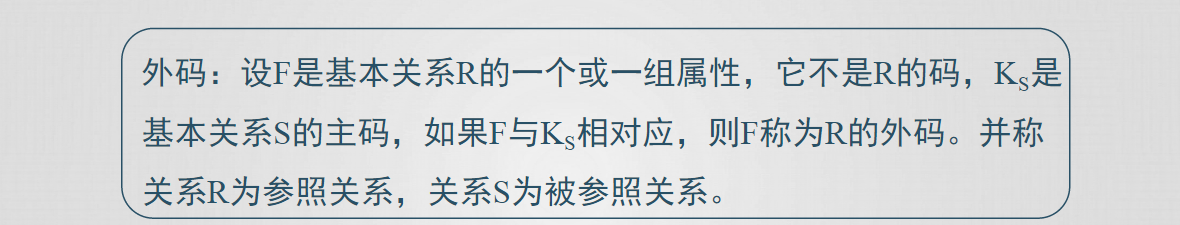 外码：设F是基本关系R的一个或一组属性，它不是R的码，K_S是
基本关系S的主码，如果F与K_S相对应，则F称为R的外码。并称
关系R为参照关系，关系S为被参照关系。